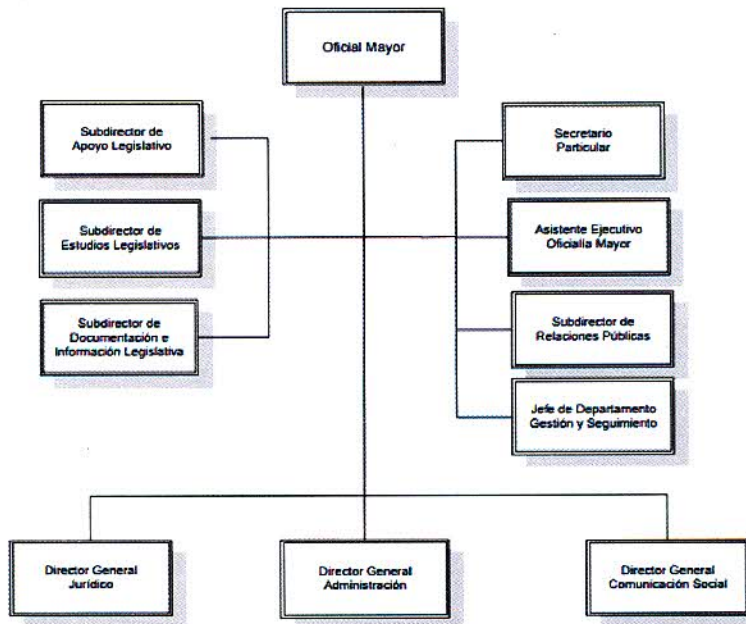 Oficial Mayor
Subdirector de
Apoyo Legislativo
Secretario
Particular
Subdirector de
Estudios Legislativos
Asistente Ejecutivo
Oficialía Mayor
Subdirector de
Documentación e
Información Legislativa
Subdirector de
Relaciones Públicas
Jefe de Departamento
Gestión y Seguimiento
Director General
Jurídico
Director General
Administración
Director General
Comunicación Social